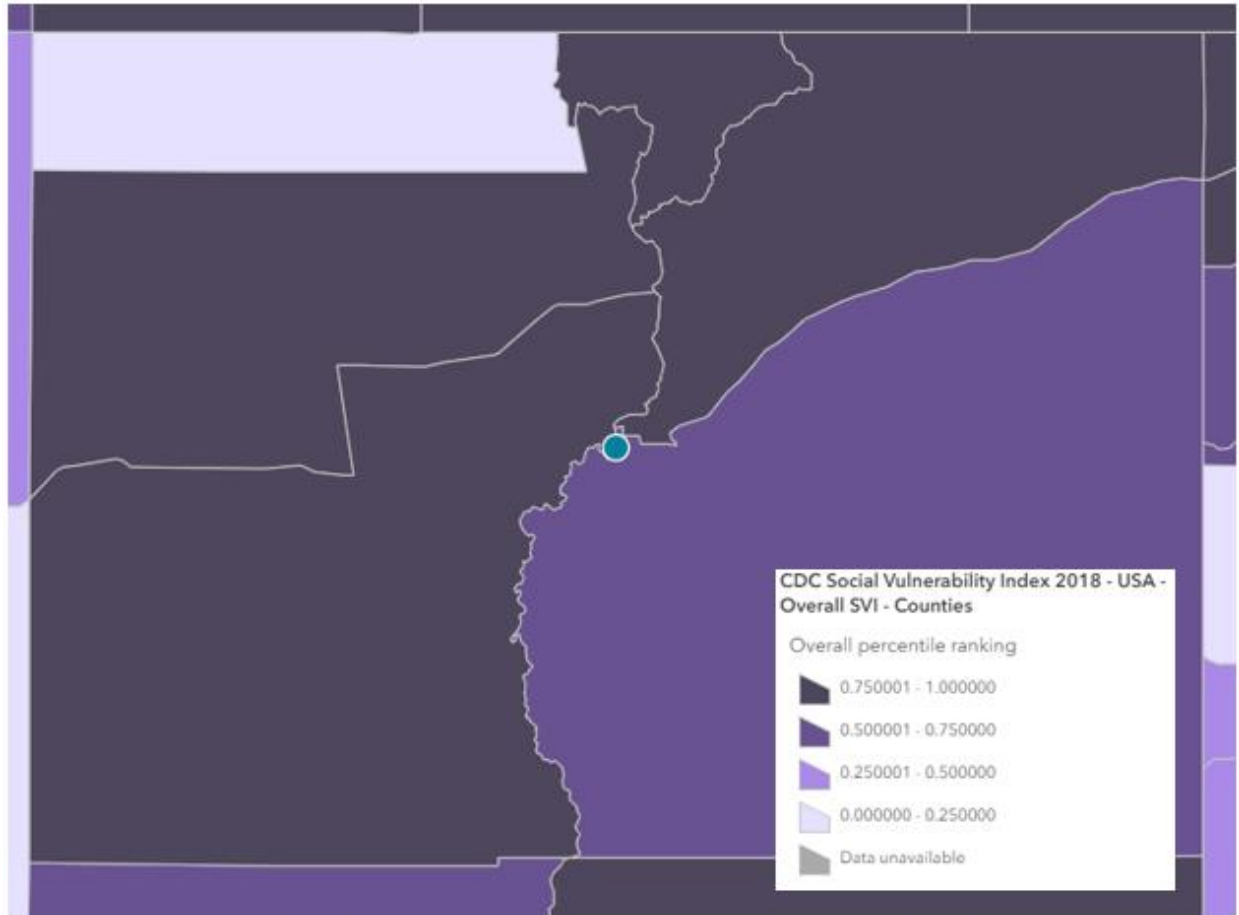 CDC Social Vulnerability Index 2018 - USA -
Overall SVI - Counties
Overall percentile ranking
0.750001 - 1.000000
0.500001 - 0.750000
0.250001 - 0.500000
0.000000 - 0.250000
Data unavailable